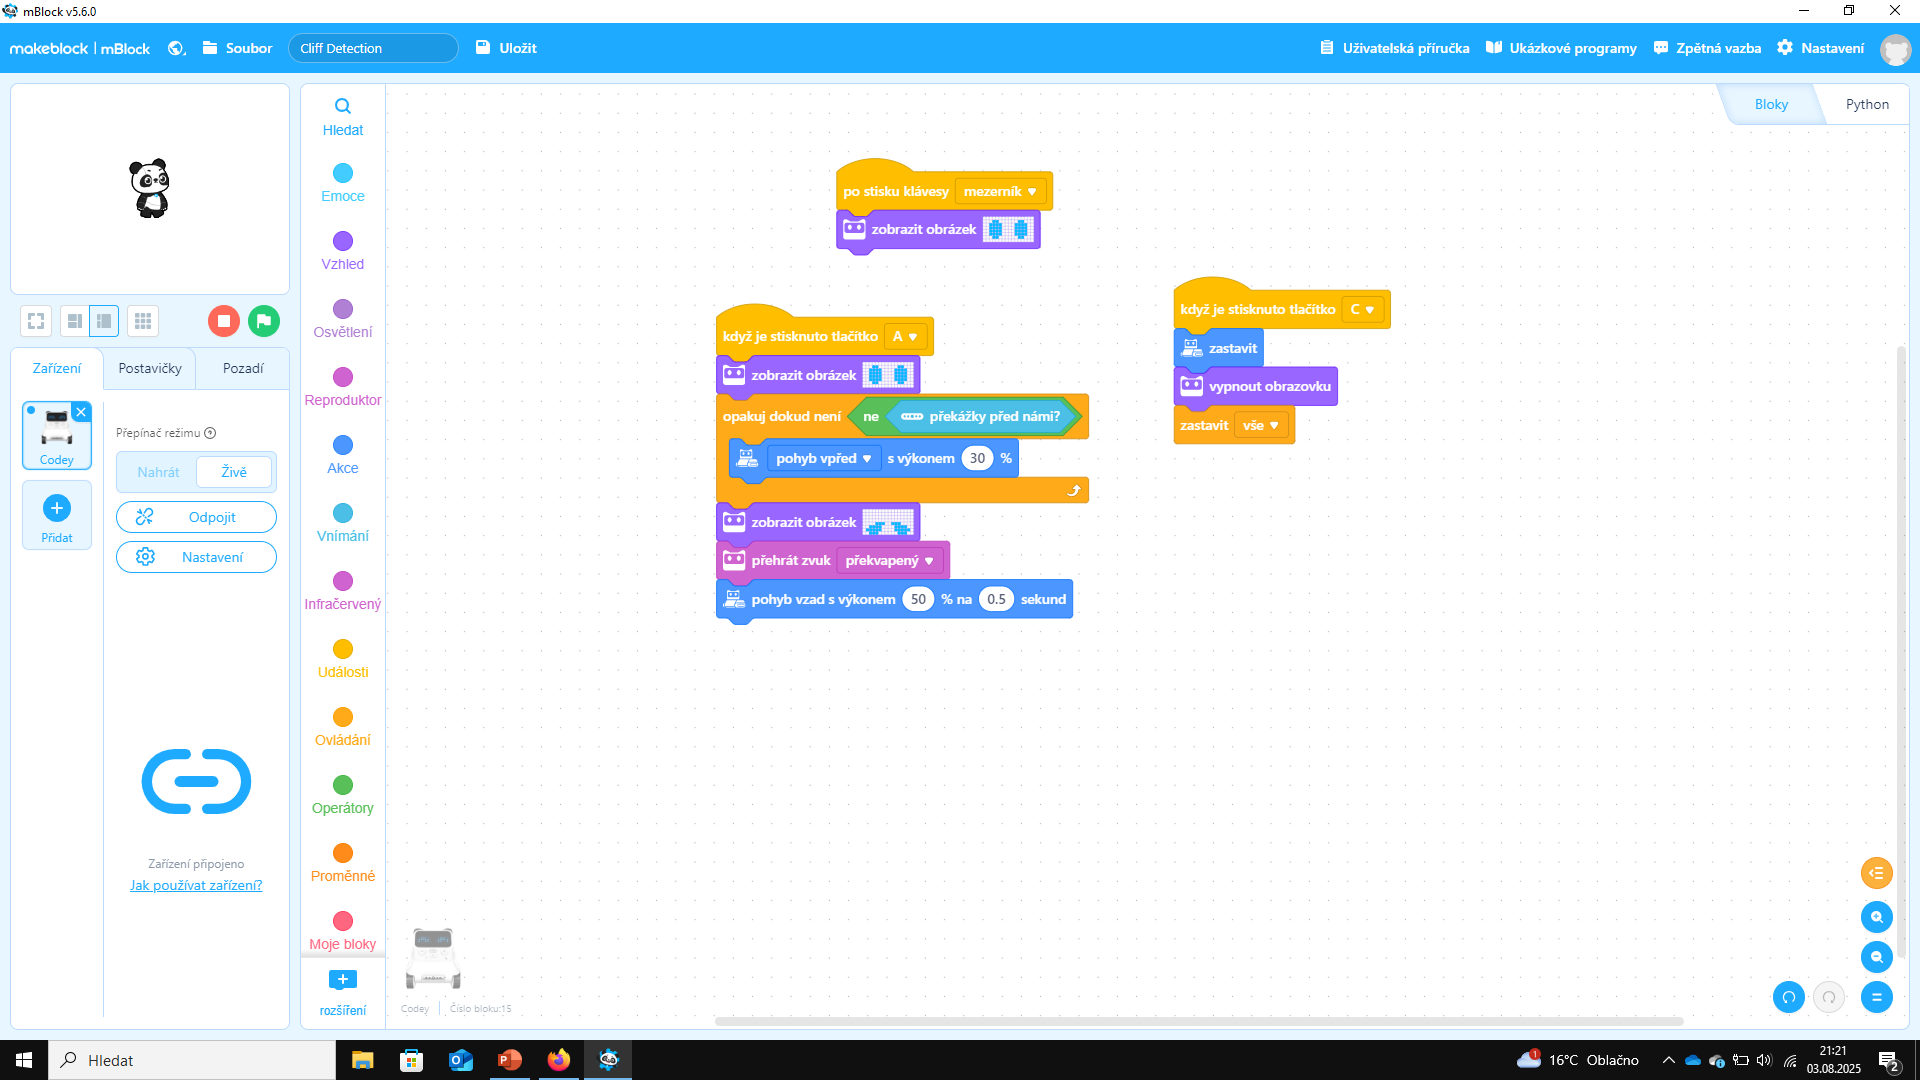 mBlock v5.6.0
makeblock | mBlock
Soubor
Cliff Detection
Uložit
Uživatelská příručka
Ukázkové programy
Zpětná vazba
Nastavení
Bloky
Python
Hledat
Emoce
Vzhled
Osvětlení
Reproduktor
Akce
Vnímání
Infračervený
Události
Ovládání
Operátory
Proměnné
Moje bloky
rozšíření
Zařízení
Postavičky
Pozadí
Codey
Přidat
Přepínač režimu
Nahrát
Živě
Odpojit
Nastavení
Zařízení připojeno
Jak používat zařízení?
po stisku klávesy mezerník
zobrazit obrázek
když je stisknuto tlačítko A
zobrazit obrázek
opakuj dokud není ne překážky před námi?
pohyb vpřed s výkonem 30 %
zobrazit obrázek
přehrát zvuk překvapený
pohyb vzad s výkonem 50 % na 0.5 sekund
když je stisknuto tlačítko C
zastavit
vypnout obrazovku
zastavit vše
Codey
Číslo bloku:15
Hledat
1
16°C Oblačno
21:21
03.08.2025
2